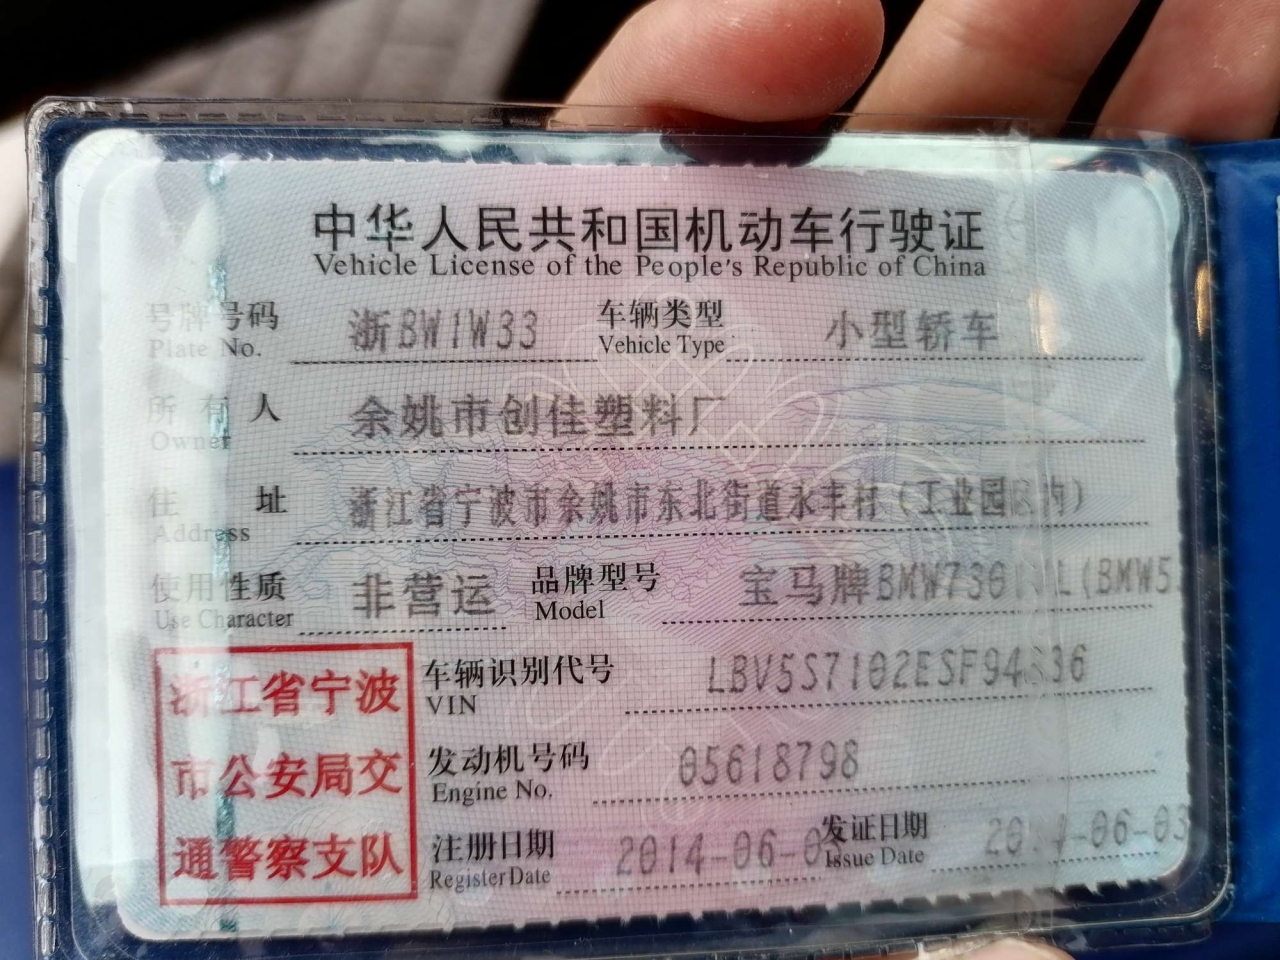 中华人民共和国机动车行驶证
Vehicle License of the People's Republic of China
号牌号码 浙BW1W33 车辆类型 小型轿车
Plate No. Vehicle Type
所有人 余姚市创佳塑料厂
Owner
住址 浙江省宁波市余姚市东北街道永丰村（工业园区内）
Address
使用性质 非营运 品牌型号 宝马牌BMW730
Use Character Model
车辆识别代号
VIN
发动机号码 05618798
Engine No.
注册日期 2014-06-03 发证日期
Register Date Issue Date
浙江省宁波
市公安局交
通警察支队